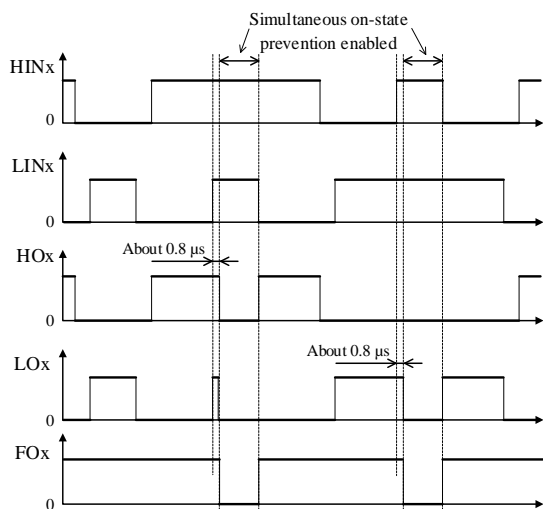 Simultaneous on-state
prevention enabled
HINx
0
LINx
0
About 0.8 µs
HOx
0
About 0.8 µs
LOx
0
FOx
0